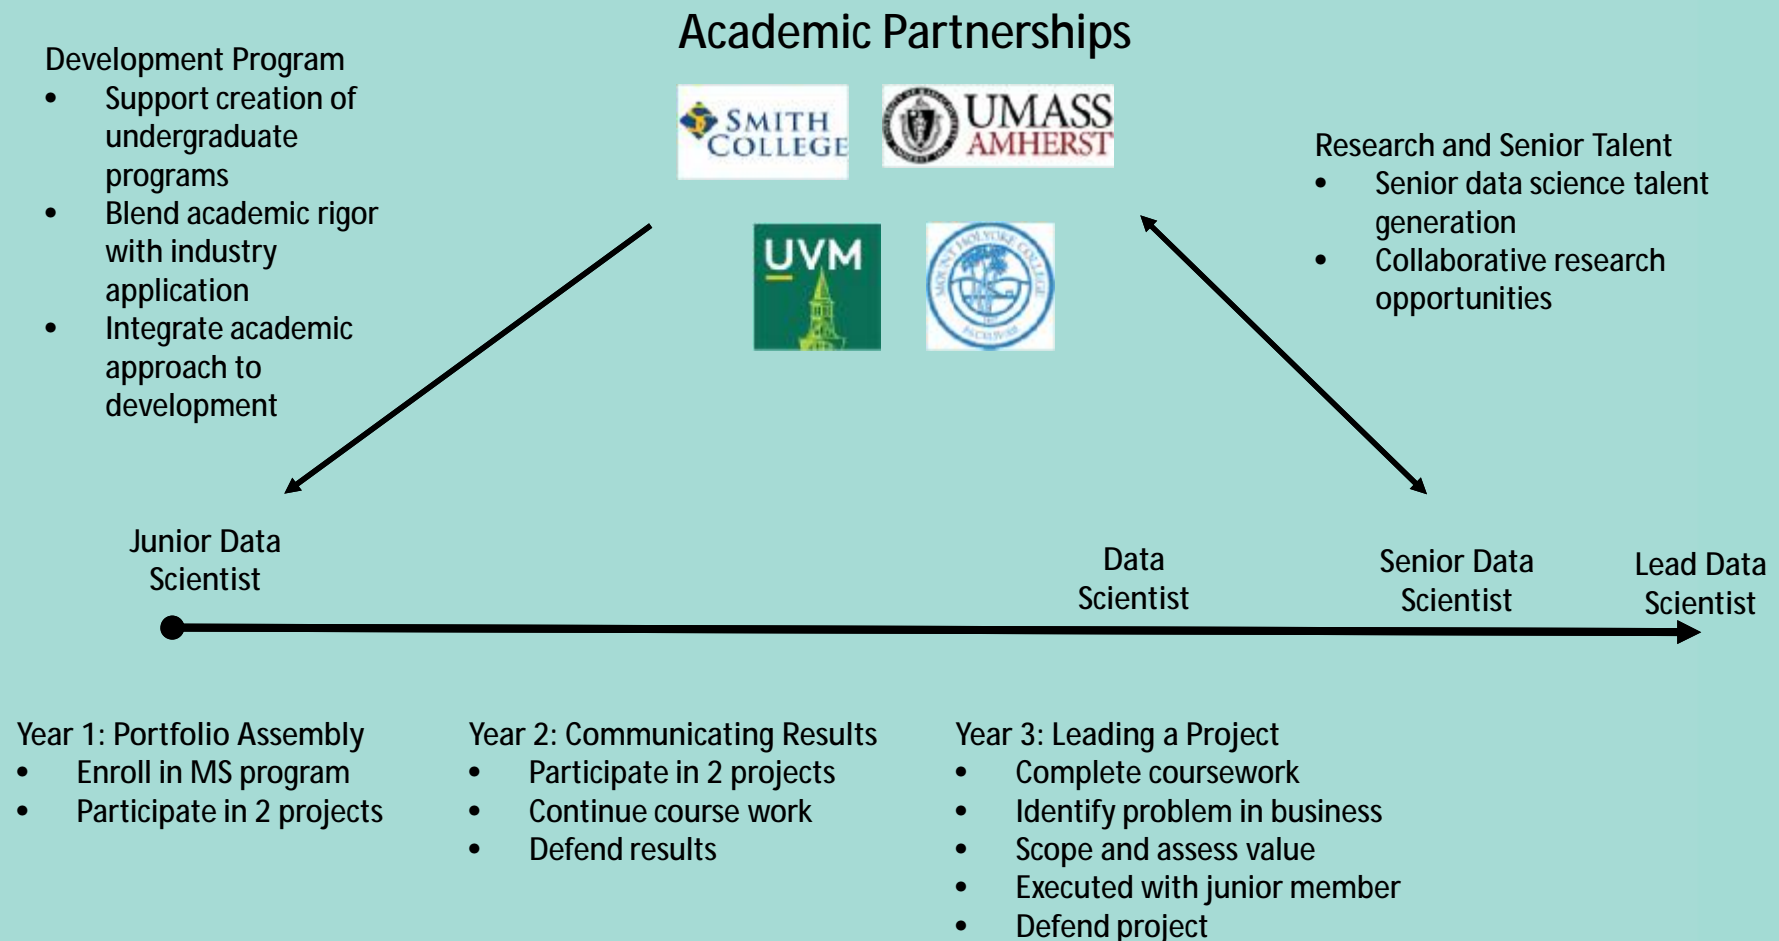 Academic Partnerships
Development Program
• Support creation of
undergraduate
programs
• Blend academic rigor
with industry
application
• Integrate academic
approach to
development
SMITH
COLLEGE
UMASS
AMHERST
UVM
MOUNT HOLYOKE COLLEGE
Research and Senior Talent
• Senior data science talent
generation
• Collaborative research
opportunities
Junior Data
Scientist
Data
Scientist
Senior Data
Scientist
Lead Data
Scientist
Year 1: Portfolio Assembly
• Enroll in MS program
• Participate in 2 projects
Year 2: Communicating Results
• Participate in 2 projects
• Continue course work
• Defend results
Year 3: Leading a Project
• Complete coursework
• Identify problem in business
• Scope and assess value
• Executed with junior member
• Defend project